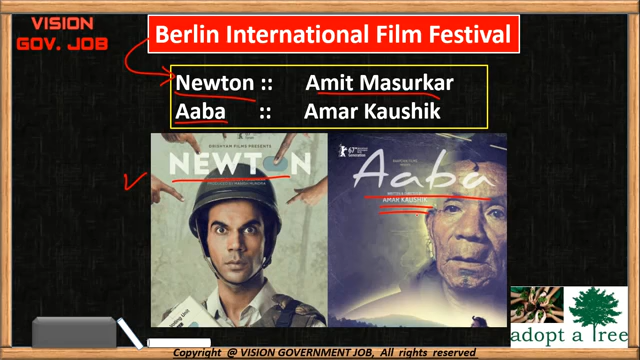 VISION
GOV. JOB
Berlin International Film Festival
Newton :: Amit Masurkar
Aaba :: Amar Kaushik
NEWTON
Aaba
AMAR KAUSHIK
adopt a Tree
Copyright @ VISION GOVERNMENT JOB, All rights reserved